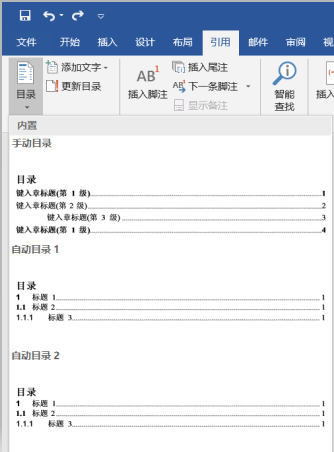 文件 开始 插入 设计 布局 引用 邮件 审阅
目录
添加文字
更新目录
AB1
插入脚注
插入尾注
下一条脚注
显示备注
智能
查找
内置
手动目录
目录
键入章标题(第 1 级)...1
键入章标题(第 2 级)...2
键入章标题(第 3 级)...3
键入章标题(第 1 级)...4
自动目录 1
目录
1 标题 1...1
1.1 标题 2...1
1.1.1 标题 3...1
自动目录 2
目录
1 标题 1...1
1.1 标题 2...1
1.1.1 标题 3...1